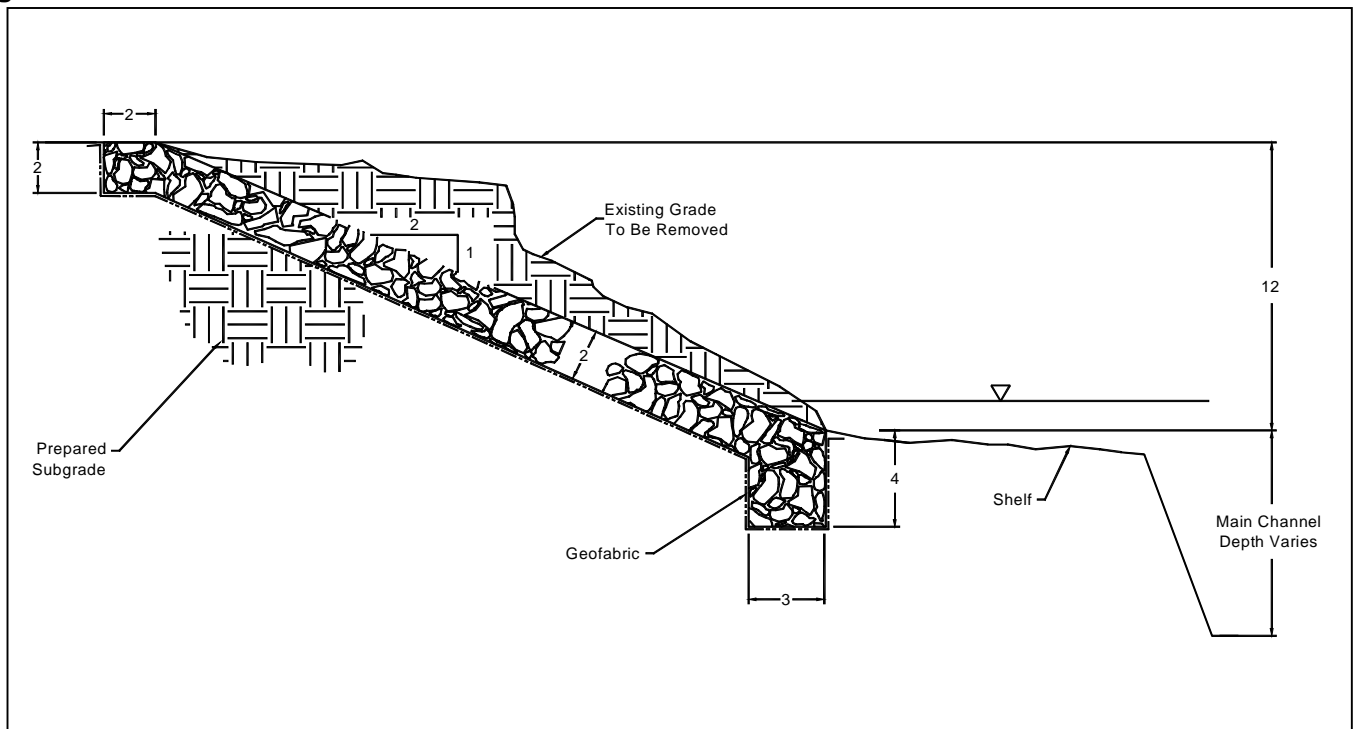 2
2
Existing Grade
To Be Removed
2
1
12
2
Prepared
Subgrade
4
Shelf
Main Channel
Depth Varies
Geofabric
3